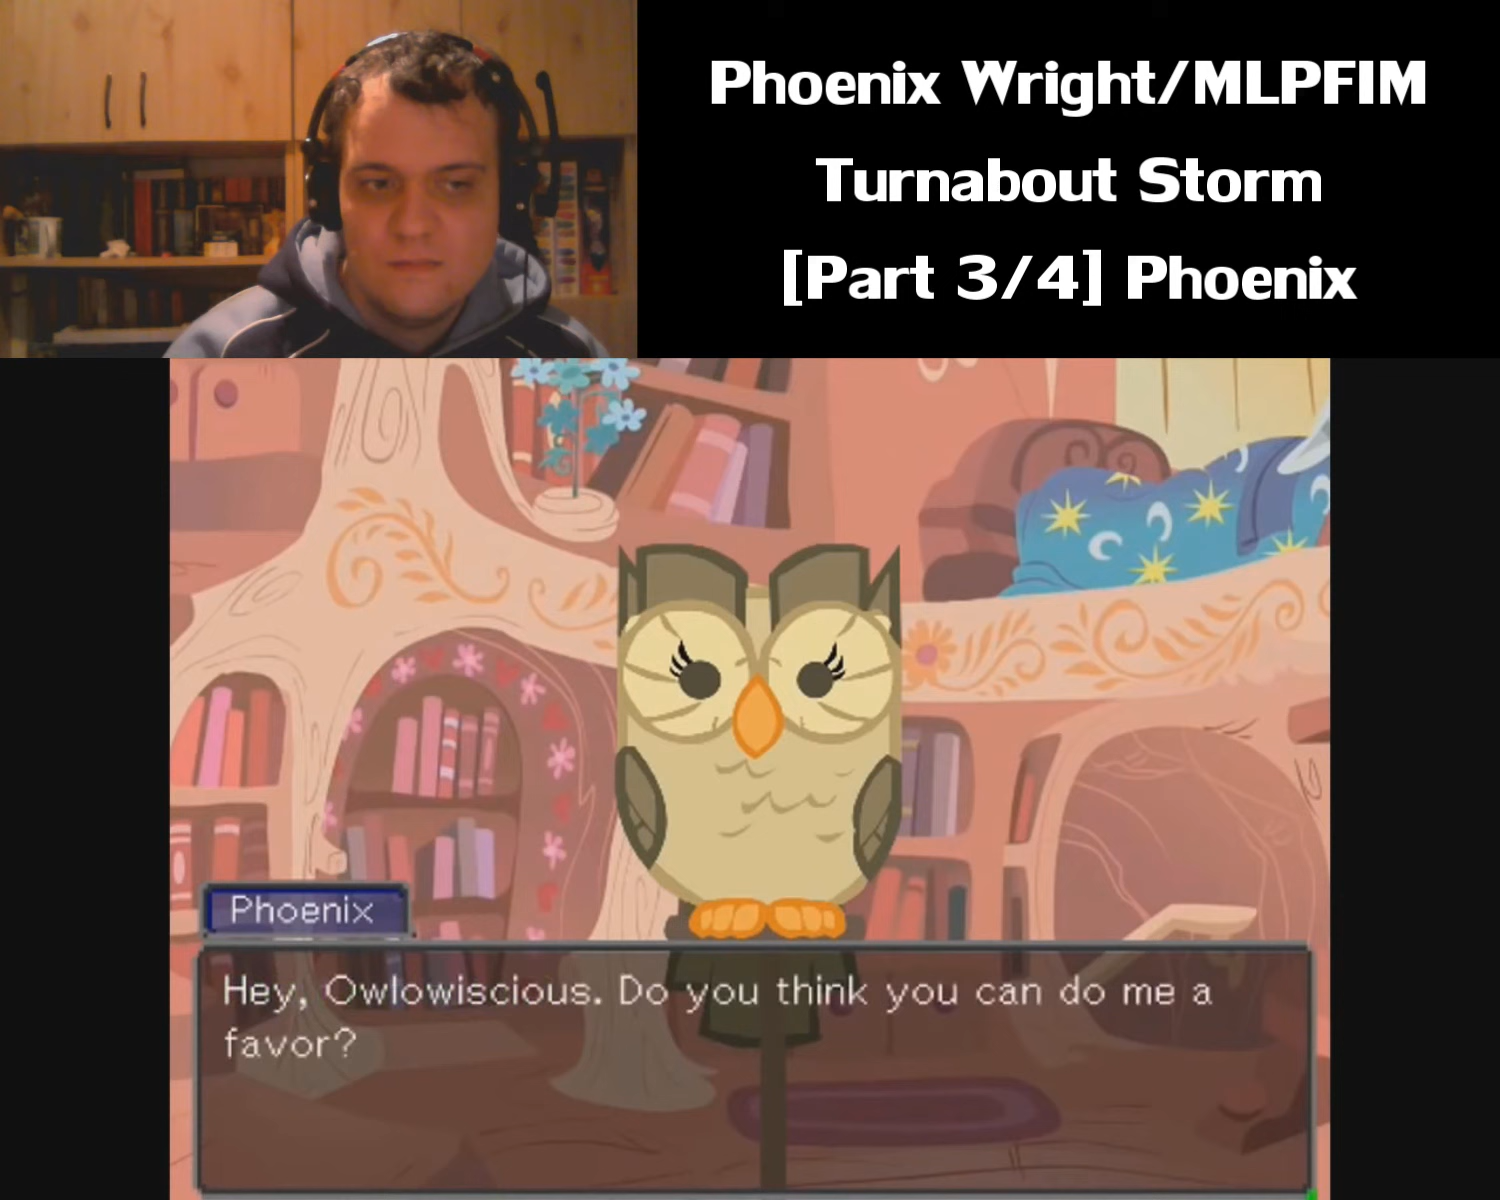 Phoenix Wright/MLPFIM
Turnabout Storm
[Part 3/4] Phoenix
Phoenix
Hey, Owlowiscious. Do you think you can do me a
favor?